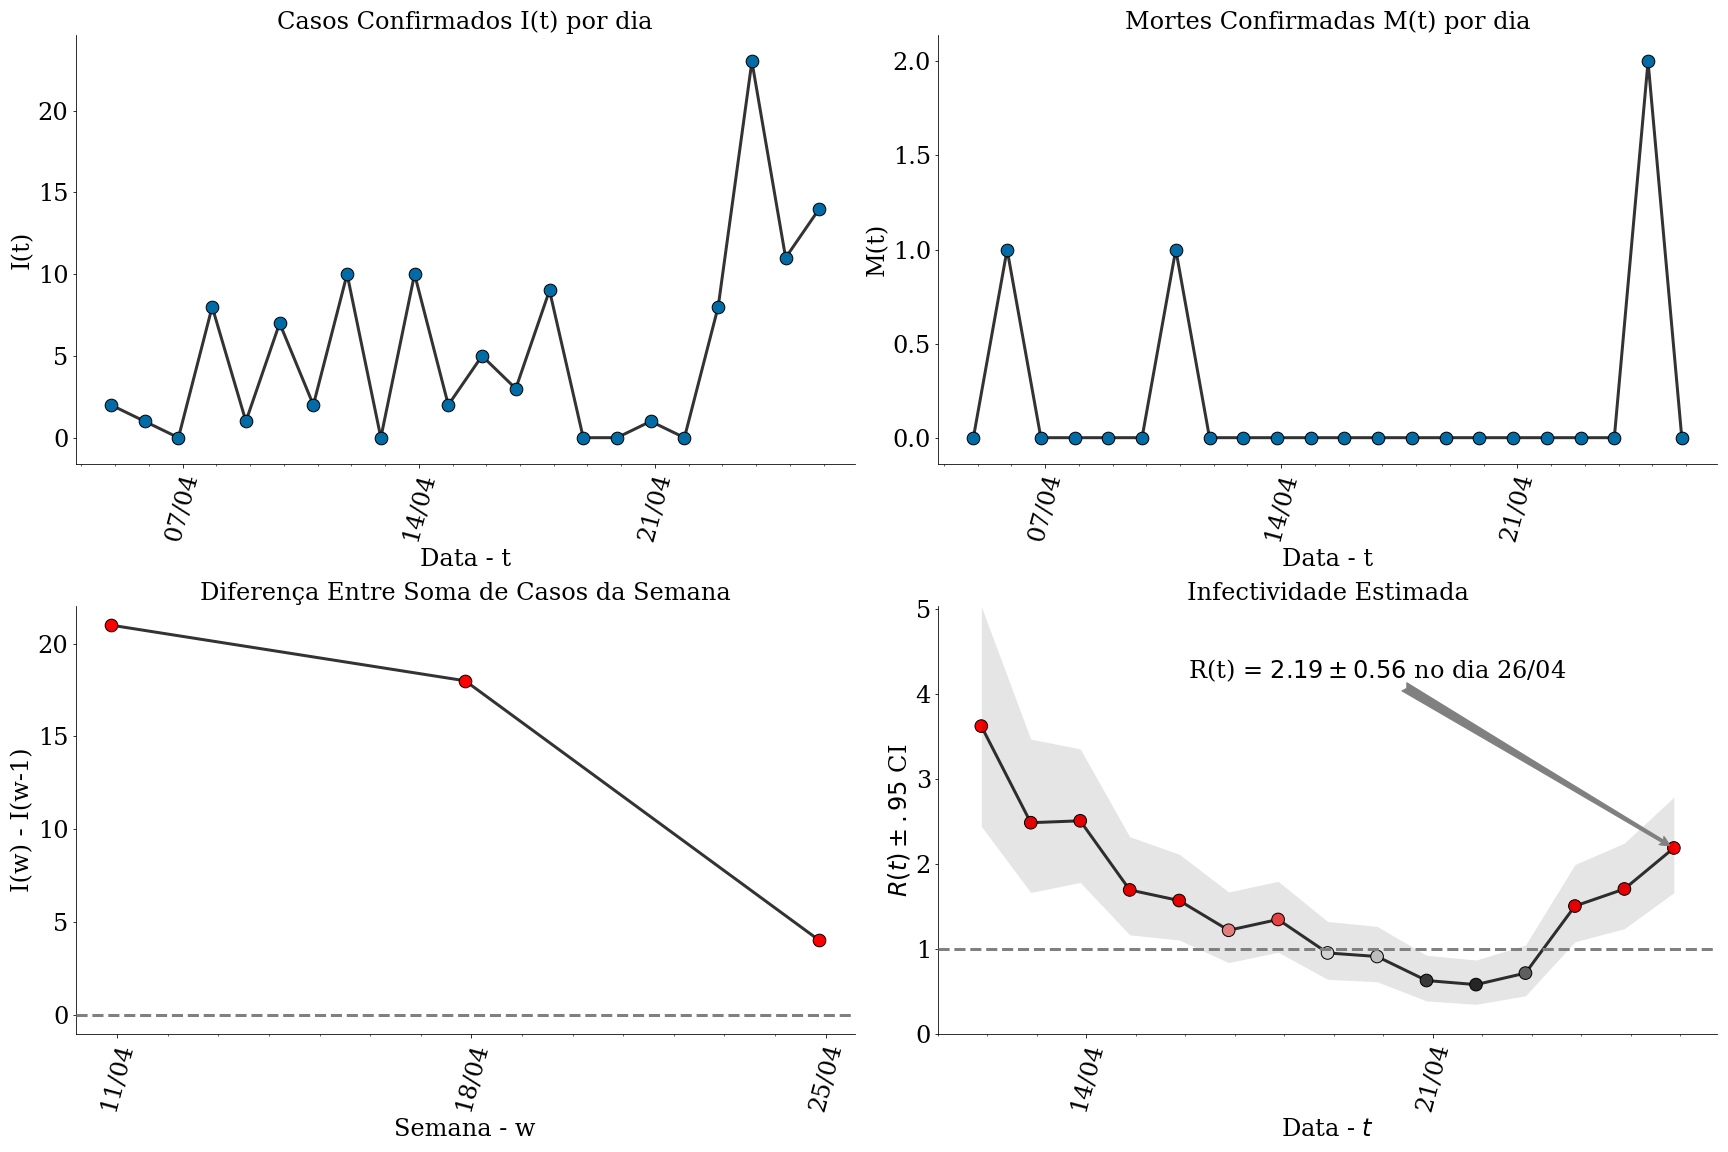 Casos Confirmados I(t) por dia
I(t)
20
15
10
5
0
07/04
14/04
21/04
Data - t
Mortes Confirmadas M(t) por dia
M(t)
2.0
1.5
1.0
0.5
0.0
07/04
14/04
21/04
Data - t
Diferença Entre Soma de Casos da Semana
I(w) - I(w-1)
20
15
10
5
0
11/04
18/04
25/04
Semana - w
Infectividade Estimada
R(t) ± .95 CI
5
4
3
2
1
0
R(t) = 2.19 ± 0.56 no dia 26/04
14/04
21/04
Data - t